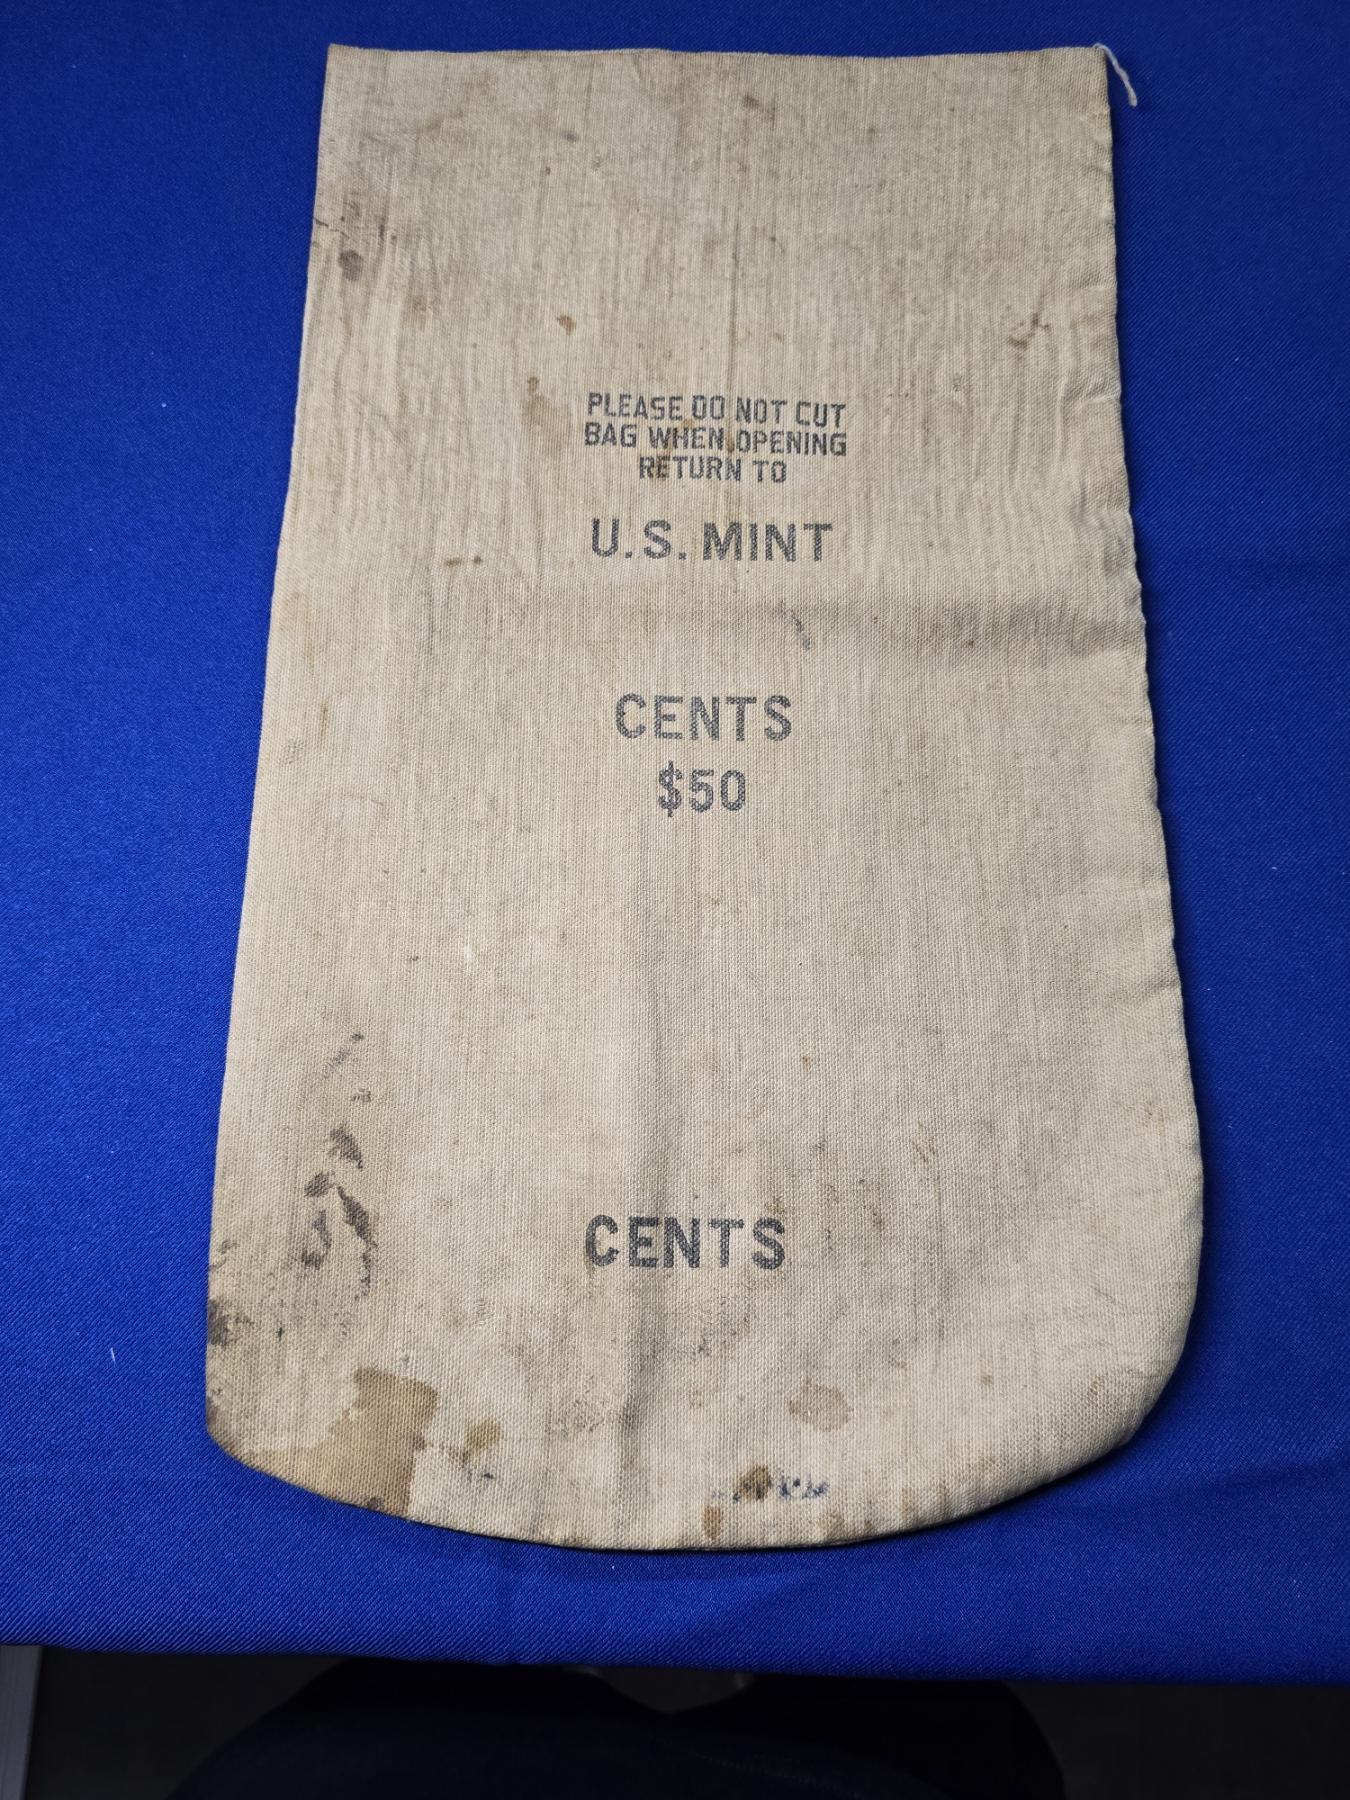 PLEASE DO NOT CUT
BAG WHEN OPENING
RETURN TO
U.S. MINT
CENTS
$50
CENTS